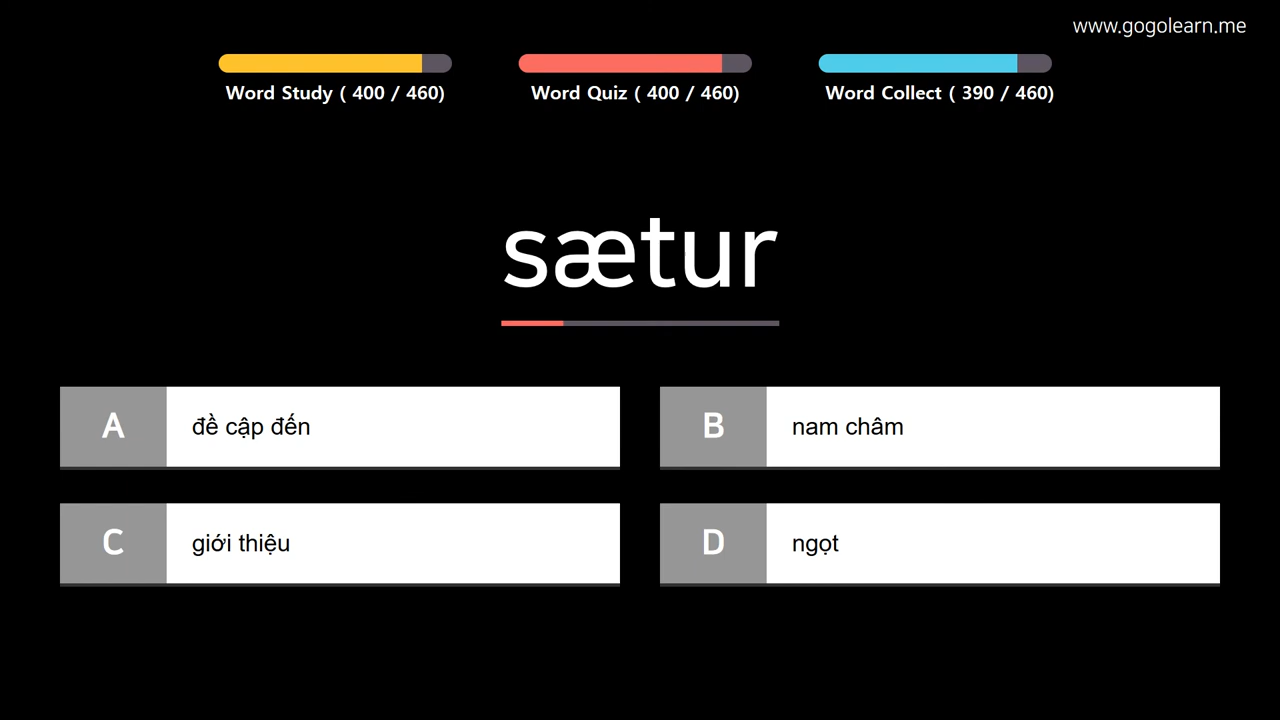 www.gogolearn.me
Word Study ( 400 / 460)
Word Quiz ( 400 / 460)
Word Collect ( 390 / 460)
sætur
A
đề cập đến
B
nam châm
C
giới thiệu
D
ngọt